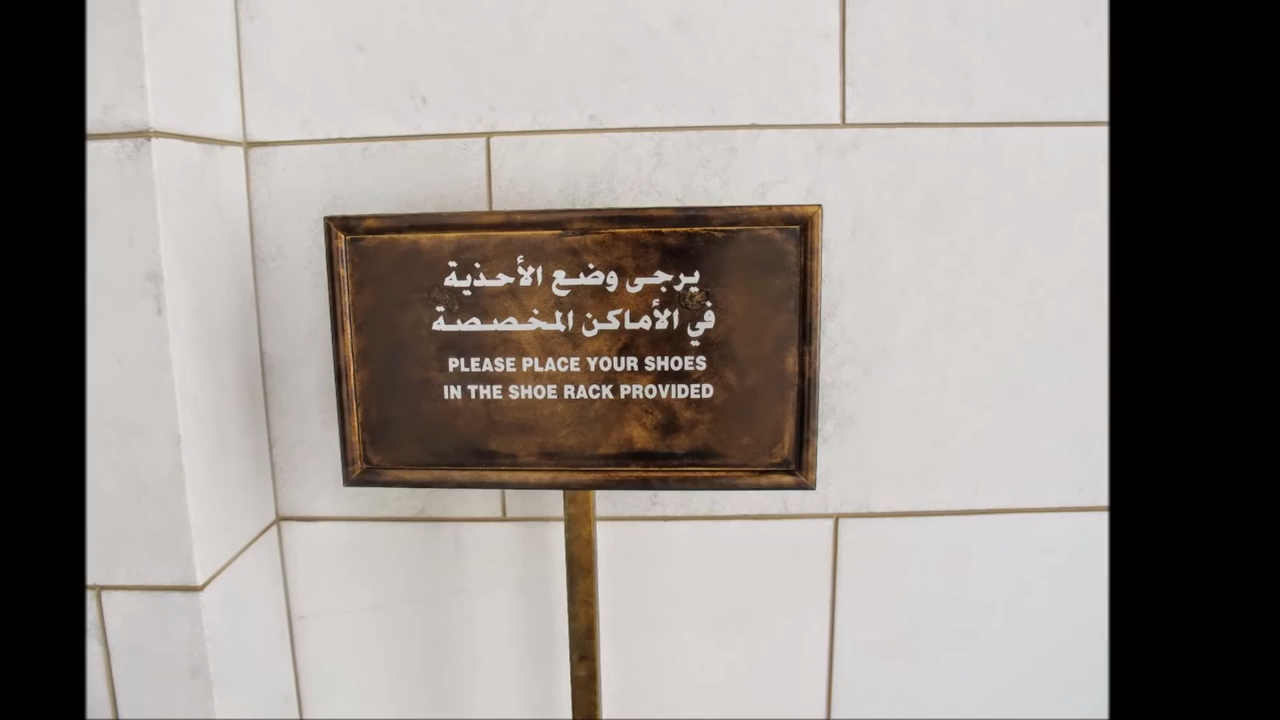 يرجى وضع الأحذية
في الأماكن المخصصة
PLEASE PLACE YOUR SHOES
IN THE SHOE RACK PROVIDED